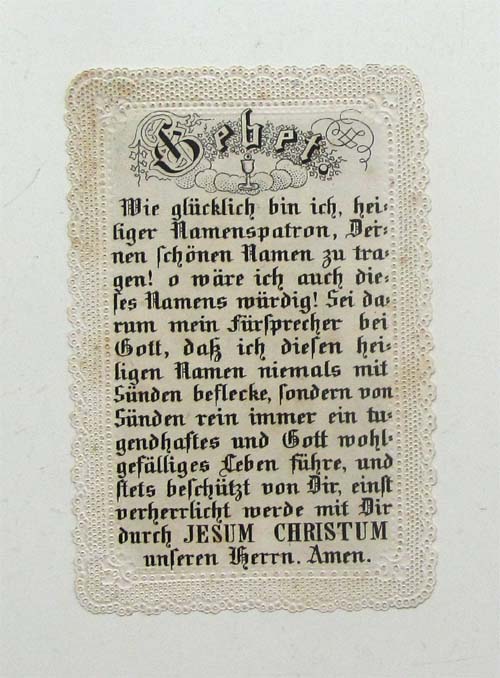 Gebet.
Wie glücklich bin ich, hei⸗
liger Namenspatron, Dei⸗
nen ſchönen Namen zu tra⸗
gen! o wäre ich auch die⸗
ſes Namens würdig! Sei da⸗
rum mein Fürſprecher bei
Gott, daß ich dieſen hei⸗
ligen Namen niemals mit
Sünden beflecke, ſondern von
Sünden rein immer ein tu⸗
gendhaftes und Gott wohl⸗
gefälliges Leben führe, und
ſtets beſchützt von Dir, einſt
verherrlicht werde mit Dir
durch JESUM CHRISTUM
unſeren Herrn. Amen.